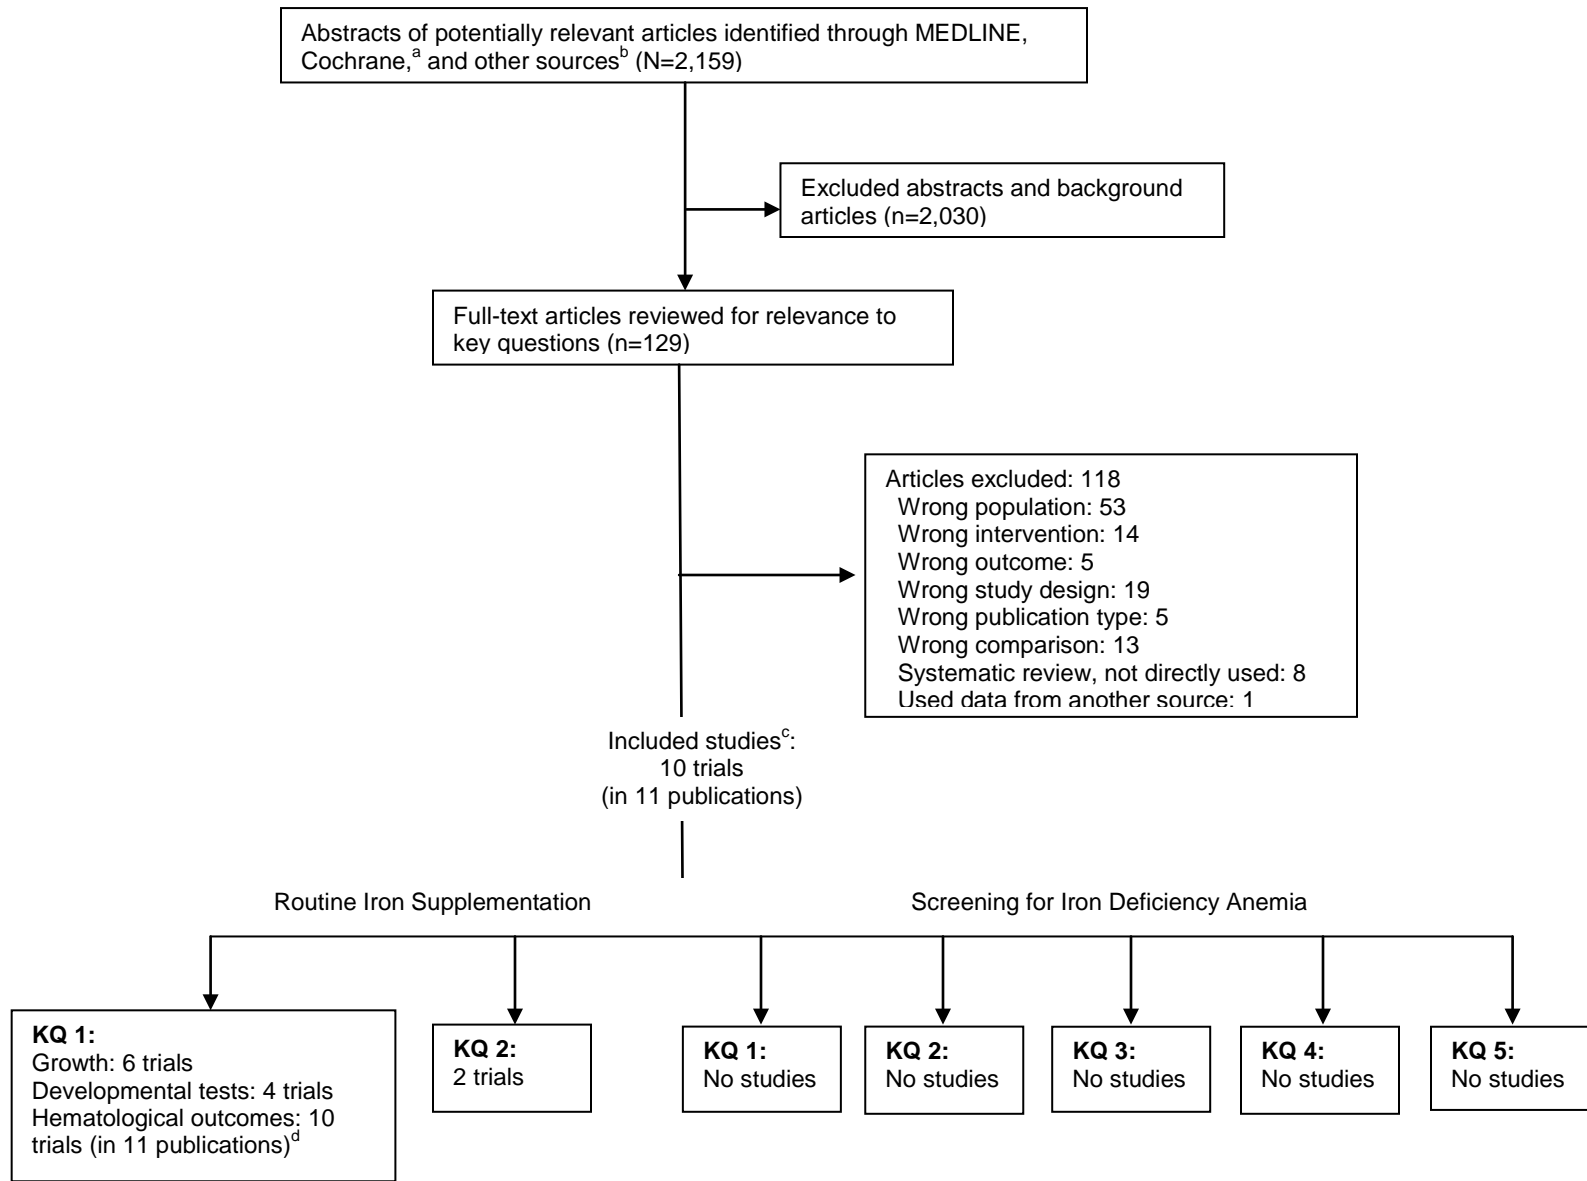 Abstracts of potentially relevant articles identified through MEDLINE,
Cochrane,a and other sourcesb (N=2,159)
Excluded abstracts and background
articles (n=2,030)
Full-text articles reviewed for relevance to
key questions (n=129)
Articles excluded: 118
Wrong population: 53
Wrong intervention: 14
Wrong outcome: 5
Wrong study design: 19
Wrong publication type: 5
Wrong comparison: 13
Systematic review, not directly used: 8
Used data from another source: 1
Included studiesc:
10 trials
(in 11 publications)
Routine Iron Supplementation
Screening for Iron Deficiency Anemia
KQ 1:
Growth: 6 trials
Developmental tests: 4 trials
Hematological outcomes: 10
trials (in 11 publications)d
KQ 2:
2 trials
KQ 1:
No studies
KQ 2:
No studies
KQ 3:
No studies
KQ 4:
No studies
KQ 5:
No studies